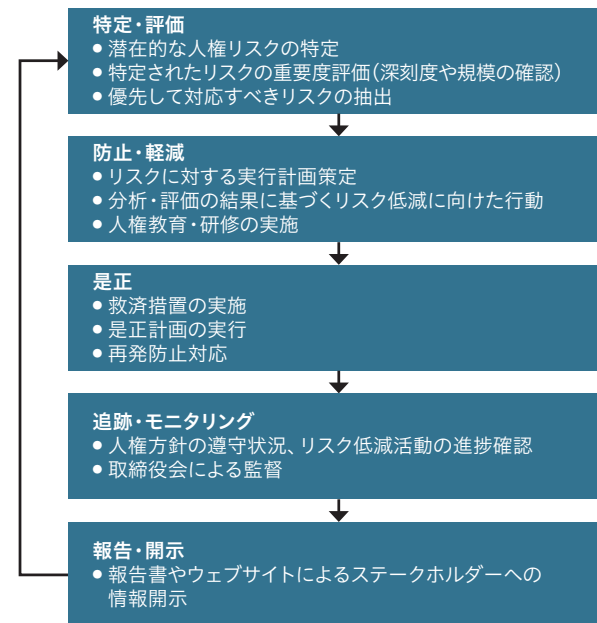 特定・評価
● 潜在的な人権リスクの特定
● 特定されたリスクの重要度評価(深刻度や規模の確認)
● 優先して対応すべきリスクの抽出
防止・軽減
● リスクに対する実行計画策定
● 分析・評価の結果に基づくリスク低減に向けた行動
● 人権教育・研修の実施
是正
● 救済措置の実施
● 是正計画の実行
● 再発防止対応
追跡・モニタリング
● 人権方針の遵守状況、リスク低減活動の進捗確認
● 取締役会による監督
報告・開示
● 報告書やウェブサイトによるステークホルダーへの
情報開示